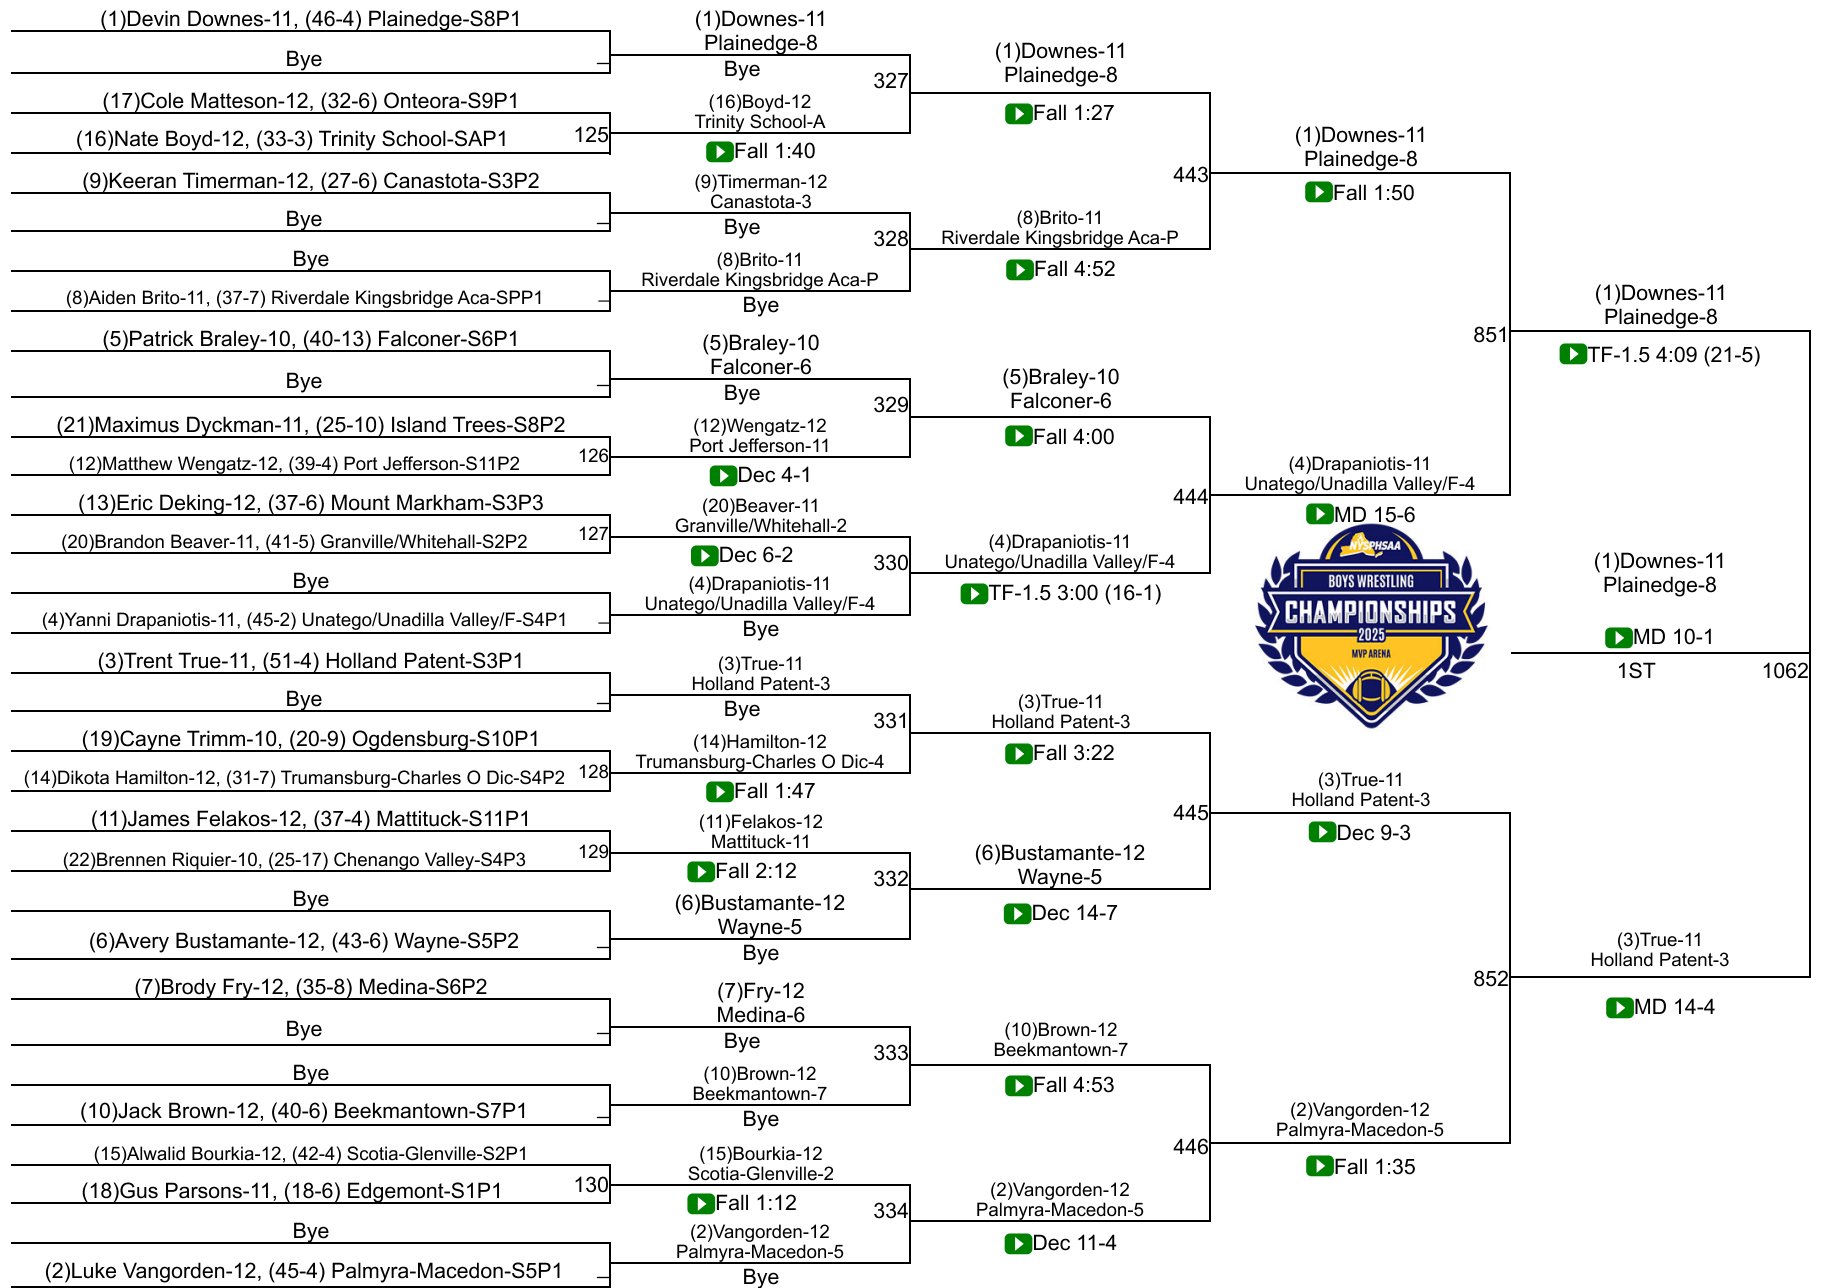 (1)Devin Downes-11, (46-4) Plainedge-S8P1
Bye
(17)Cole Matteson-12, (32-6) Onteora-S9P1
(16)Nate Boyd-12, (33-3) Trinity School-SAP1
125
(9)Keeran Timerman-12, (27-6) Canastota-S3P2
Bye
Bye
(8)Aiden Brito-11, (37-7) Riverdale Kingsbridge Aca-SPP1
(5)Patrick Braley-10, (40-13) Falconer-S6P1
Bye
(21)Maximus Dyckman-11, (25-10) Island Trees-S8P2
(12)Matthew Wengatz-12, (39-4) Port Jefferson-S11P2
126
(13)Eric Deking-12, (37-6) Mount Markham-S3P3
(20)Brandon Beaver-11, (41-5) Granville/Whitehall-S2P2
127
Bye
(4)Yanni Drapaniotis-11, (45-2) Unatego/Unadilla Valley/F-S4P1
(3)Trent True-11, (51-4) Holland Patent-S3P1
Bye
(19)Cayne Trimm-10, (20-9) Ogdensburg-S10P1
(14)Dikota Hamilton-12, (31-7) Trumansburg-Charles O Dic-S4P2
128
(11)James Felakos-12, (37-4) Mattituck-S11P1
(22)Brennen Riquier-10, (25-17) Chenango Valley-S4P3
129
Bye
(6)Avery Bustamante-12, (43-6) Wayne-S5P2
(7)Brody Fry-12, (35-8) Medina-S6P2
Bye
Bye
(10)Jack Brown-12, (40-6) Beekmantown-S7P1
(15)Alwalid Bourkia-12, (42-4) Scotia-Glenville-S2P1
(18)Gus Parsons-11, (18-6) Edgemont-S1P1
130
Bye
(2)Luke Vangorden-12, (45-4) Palmyra-Macedon-S5P1
(1)Downes-11
Plainedge-8
Bye
327
(16)Boyd-12
Trinity School-A
Fall 1:40
(9)Timerman-12
Canastota-3
Bye
328
(8)Brito-11
Riverdale Kingsbridge Aca-P
Bye
(5)Braley-10
Falconer-6
Bye
329
(12)Wengatz-12
Port Jefferson-11
Dec 4-1
(20)Beaver-11
Granville/Whitehall-2
Dec 6-2
330
(4)Drapaniotis-11
Unatego/Unadilla Valley/F-4
Bye
(3)True-11
Holland Patent-3
Bye
331
(14)Hamilton-12
Trumansburg-Charles O Dic-4
Fall 1:47
(11)Felakos-12
Mattituck-11
Fall 2:12
332
(6)Bustamante-12
Wayne-5
Bye
(7)Fry-12
Medina-6
Bye
333
(10)Brown-12
Beekmantown-7
Bye
(15)Bourkia-12
Scotia-Glenville-2
Fall 1:12
334
(2)Vangorden-12
Palmyra-Macedon-5
Bye
(1)Downes-11
Plainedge-8
Fall 1:27
443
(8)Brito-11
Riverdale Kingsbridge Aca-P
Fall 4:52
(5)Braley-10
Falconer-6
Fall 4:00
444
(4)Drapaniotis-11
Unatego/Unadilla Valley/F-4
TF-1.5 3:00 (16-1)
(3)True-11
Holland Patent-3
Fall 3:22
445
(6)Bustamante-12
Wayne-5
Dec 14-7
(10)Brown-12
Beekmantown-7
Fall 4:53
446
(2)Vangorden-12
Palmyra-Macedon-5
Dec 11-4
(1)Downes-11
Plainedge-8
Fall 1:50
851
(4)Drapaniotis-11
Unatego/Unadilla Valley/F-4
MD 15-6
NYSPHSAA
BOYS WRESTLING
CHAMPIONSHIPS
2025
MVP ARENA
(3)True-11
Holland Patent-3
Dec 9-3
852
(2)Vangorden-12
Palmyra-Macedon-5
Fall 1:35
(1)Downes-11
Plainedge-8
TF-1.5 4:09 (21-5)
(1)Downes-11
Plainedge-8
MD 10-1
1ST
1062
(3)True-11
Holland Patent-3
MD 14-4